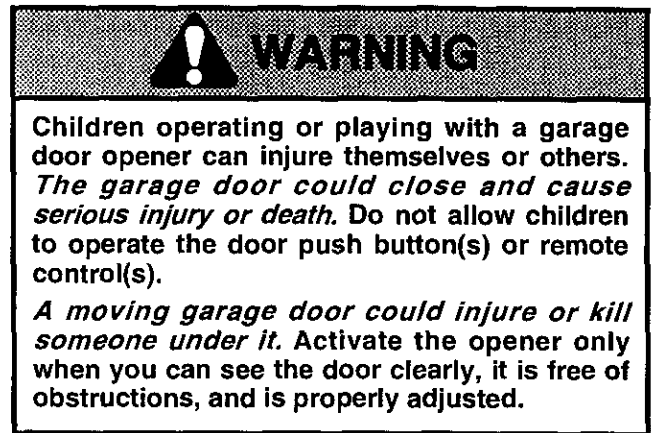 WARNING
Children operating or playing with a garage
door opener can injure themselves or others.
The garage door could close and cause
serious injury or death. Do not allow children
to operate the door push button(s) or remote
control(s).
A moving garage door could injure or kill
someone under it. Activate the opener only
when you can see the door clearly, it is free of
obstructions, and is properly adjusted.